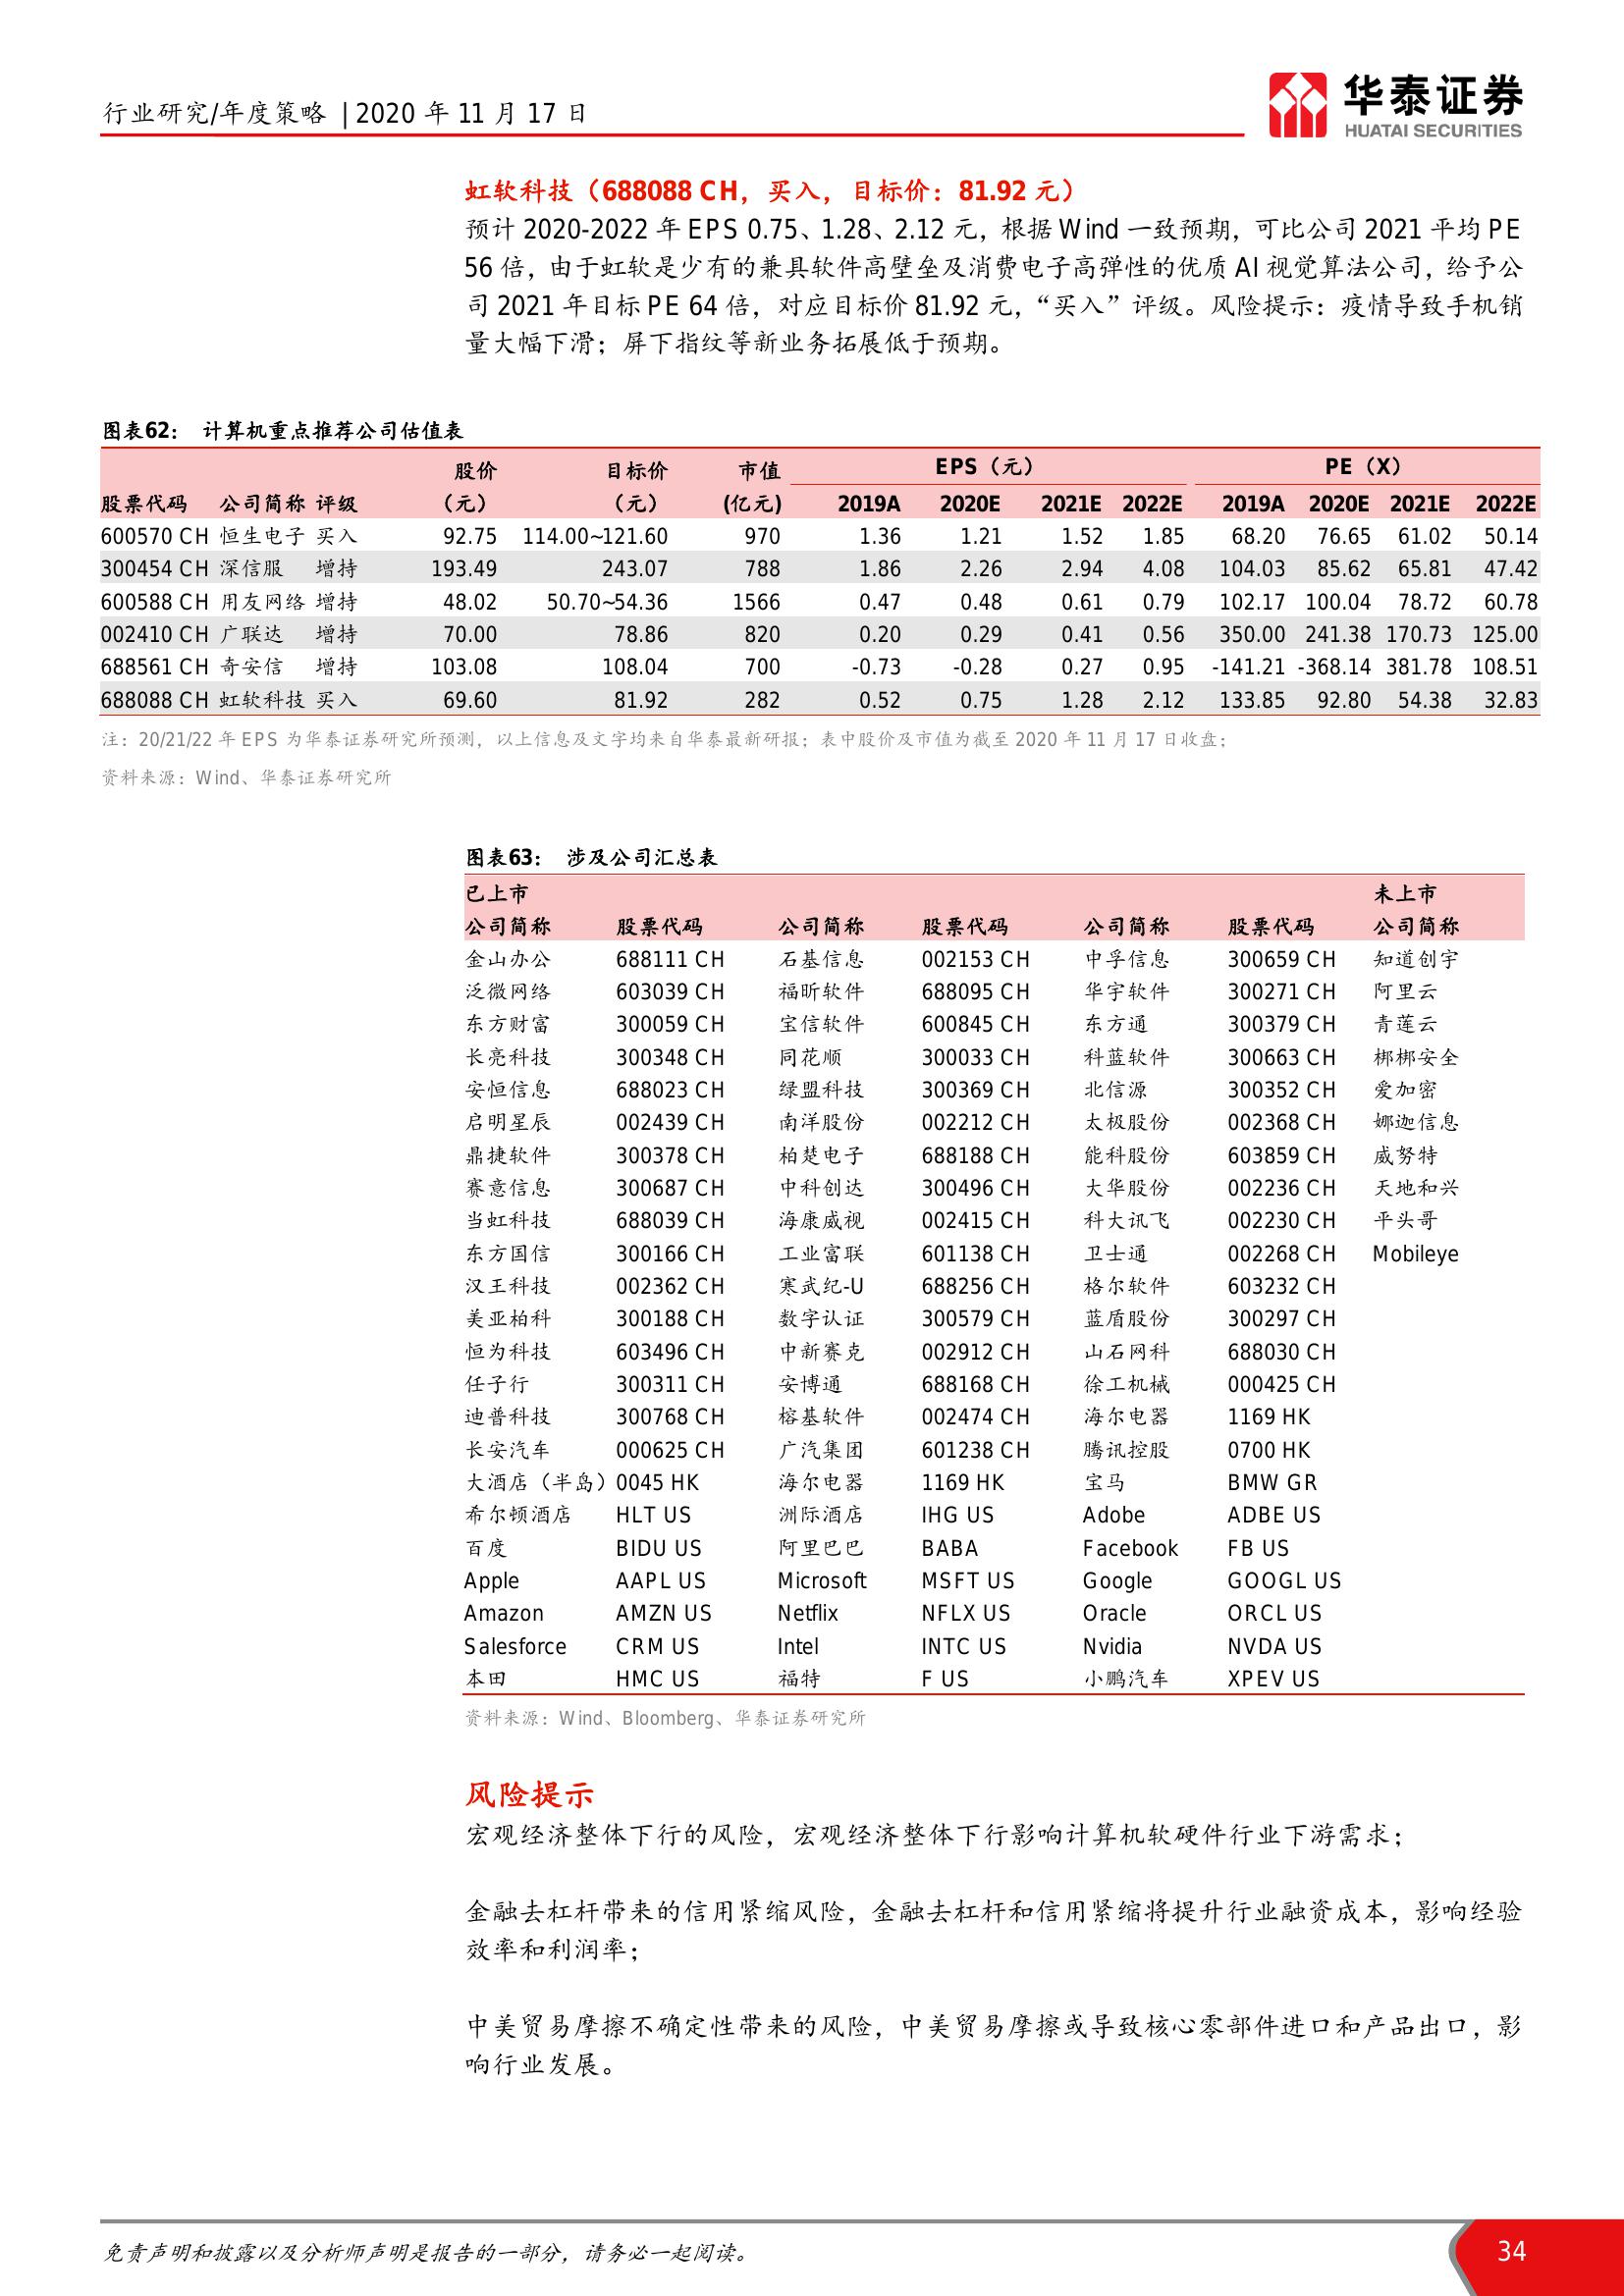 行业研究/年度策略 | 2020 年 11 月 17 日
华泰证券
HUATAI SECURITIES
虹软科技（688088 CH，买入，目标价：81.92 元）
预计 2020-2022 年 EPS 0.75、1.28、2.12 元，根据 Wind 一致预期，可比公司 2021 平均 PE
56 倍，由于虹软是少有的兼具软件高壁垒及消费电子高弹性的优质 AI 视觉算法公司，给予公
司 2021 年目标 PE 64 倍，对应目标价 81.92 元，“买入”评级。风险提示：疫情导致手机销
量大幅下滑；屏下指纹等新业务拓展低于预期。
图表62： 计算机重点推荐公司估值表
股价 目标价 市值 EPS（元） PE（X）
股票代码 公司简称 评级 （元） （元） (亿元) 2019A 2020E 2021E 2022E 2019A 2020E 2021E 2022E
600570 CH 恒生电子 买入 92.75 114.00~121.60 970 1.36 1.21 1.52 1.85 68.20 76.65 61.02 50.14
300454 CH 深信服 增持 193.49 243.07 788 1.86 2.26 2.94 4.08 104.03 85.62 65.81 47.42
600588 CH 用友网络 增持 48.02 50.70~54.36 1566 0.47 0.48 0.61 0.79 102.17 100.04 78.72 60.78
002410 CH 广联达 增持 70.00 78.86 820 0.20 0.29 0.41 0.56 350.00 241.38 170.73 125.00
688561 CH 奇安信 增持 103.08 108.04 700 -0.73 -0.28 0.27 0.95 -141.21 -368.14 381.78 108.51
688088 CH 虹软科技 买入 69.60 81.92 282 0.52 0.75 1.28 2.12 133.85 92.80 54.38 32.83
注：20/21/22 年 EPS 为华泰证券研究所预测，以上信息及文字均来自华泰最新研报；表中股价及市值为截至 2020 年 11 月 17 日收盘；
资料来源：Wind、华泰证券研究所
图表63： 涉及公司汇总表
已上市 未上市
公司简称 股票代码 公司简称 股票代码 公司简称 股票代码 公司简称
金山办公 688111 CH 石基信息 002153 CH 中孚信息 300659 CH 知道创宇
泛微网络 603039 CH 福昕软件 688095 CH 华宇软件 300271 CH 阿里云
东方财富 300059 CH 宝信软件 600845 CH 东方通 300379 CH 青莲云
长亮科技 300348 CH 同花顺 300033 CH 科蓝软件 300663 CH 梆梆安全
安恒信息 688023 CH 绿盟科技 300369 CH 北信源 300352 CH 爱加密
启明星辰 002439 CH 南洋股份 002212 CH 太极股份 002368 CH 娜迦信息
鼎捷软件 300378 CH 柏楚电子 688188 CH 能科股份 603859 CH 威努特
赛意信息 300687 CH 中科创达 300496 CH 大华股份 002236 CH 天地和兴
当虹科技 688039 CH 海康威视 002415 CH 科大讯飞 002230 CH 平头哥
东方国信 300166 CH 工业富联 601138 CH 卫士通 002268 CH Mobileye
汉王科技 002362 CH 寒武纪-U 688256 CH 格尔软件 603232 CH
美亚柏科 300188 CH 数字认证 300579 CH 蓝盾股份 300297 CH
恒为科技 603496 CH 中新赛克 002912 CH 山石网科 688030 CH
任子行 300311 CH 安博通 688168 CH 徐工机械 000425 CH
迪普科技 300768 CH 榕基软件 002474 CH 海尔电器 1169 HK
长安汽车 000625 CH 广汽集团 601238 CH 腾讯控股 0700 HK
大酒店（半岛） 0045 HK 海尔电器 1169 HK 宝马 BMW GR
希尔顿酒店 HLT US 洲际酒店 IHG US Adobe ADBE US
百度 BIDU US 阿里巴巴 BABA Facebook FB US
Apple AAPL US Microsoft MSFT US Google GOOGL US
Amazon AMZN US Netflix NFLX US Oracle ORCL US
Salesforce CRM US Intel INTC US Nvidia NVDA US
本田 HMC US 福特 F US 小鹏汽车 XPEV US
资料来源：Wind、Bloomberg、华泰证券研究所
风险提示
宏观经济整体下行的风险，宏观经济整体下行影响计算机软硬件行业下游需求；
金融去杠杆带来的信用紧缩风险，金融去杠杆和信用紧缩将提升行业融资成本，影响经验
效率和利润率；
中美贸易摩擦不确定性带来的风险，中美贸易摩擦或导致核心零部件进口和产品出口，影
响行业发展。
免责声明和披露以及分析师声明是报告的一部分，请务必一起阅读。
34